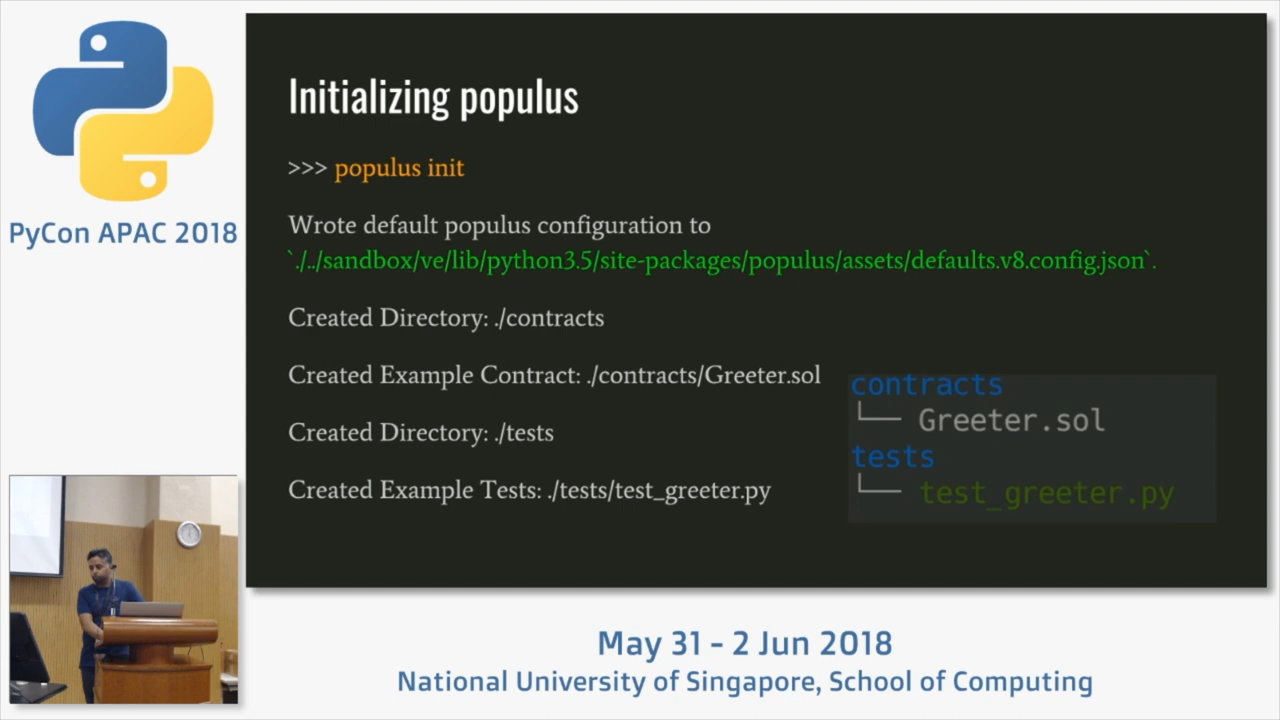 PyCon APAC 2018
Initializing populus
>>> populus init
Wrote default populus configuration to
`./../sandbox/ve/lib/python3.5/site-packages/populus/assets/defaults.v8.config.json`.
Created Directory: ./contracts
Created Example Contract: ./contracts/Greeter.sol
Created Directory: ./tests
Created Example Tests: ./tests/test_greeter.py
contracts
└── Greeter.sol
tests
└── test_greeter.py
May 31 - 2 Jun 2018
National University of Singapore, School of Computing